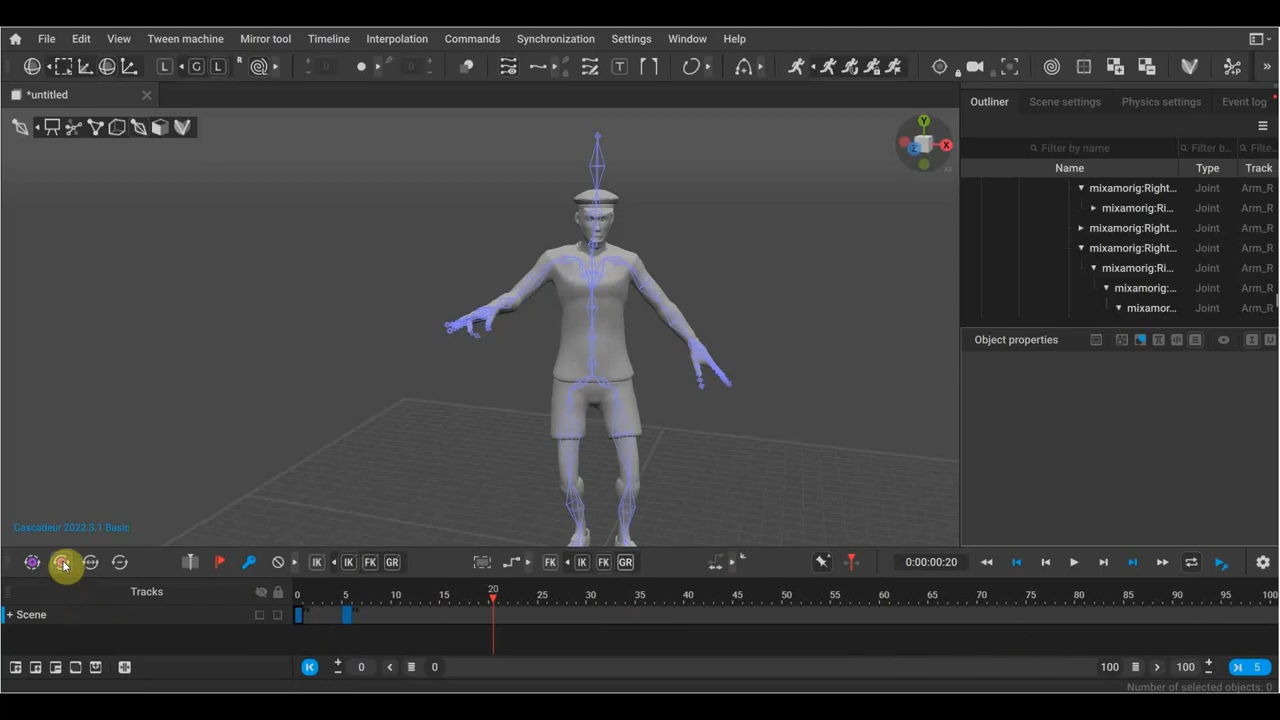 File Edit View Tween machine Mirror tool Timeline Interpolation Commands Synchronization Settings Window Help
L G L R 0 0 T P
*untitled
Outliner Scene settings Physics settings Event log
Y X Z
Filter by name Filter b... Filte...
Name Type Track
mixamorig:Right... Joint Arm_R
mixamorig:Ri... Joint Arm_R
mixamorig:Right... Joint Arm_R
mixamorig:Right... Joint Arm_R
mixamorig:Ri... Joint Arm_R
mixamorig:... Joint Arm_R
mixamor... Joint Arm_R
Object properties
Cascadeur 2022.3.1 Basic
IK IK FK GR FK IK FK GR 0:00:00:20
Tracks
0 5 10 15 20 25 30 35 40 45 50 55 60 65 70 75 80 85 90 95 100
+ Scene
0 0 100 100 5
Number of selected objects: 0